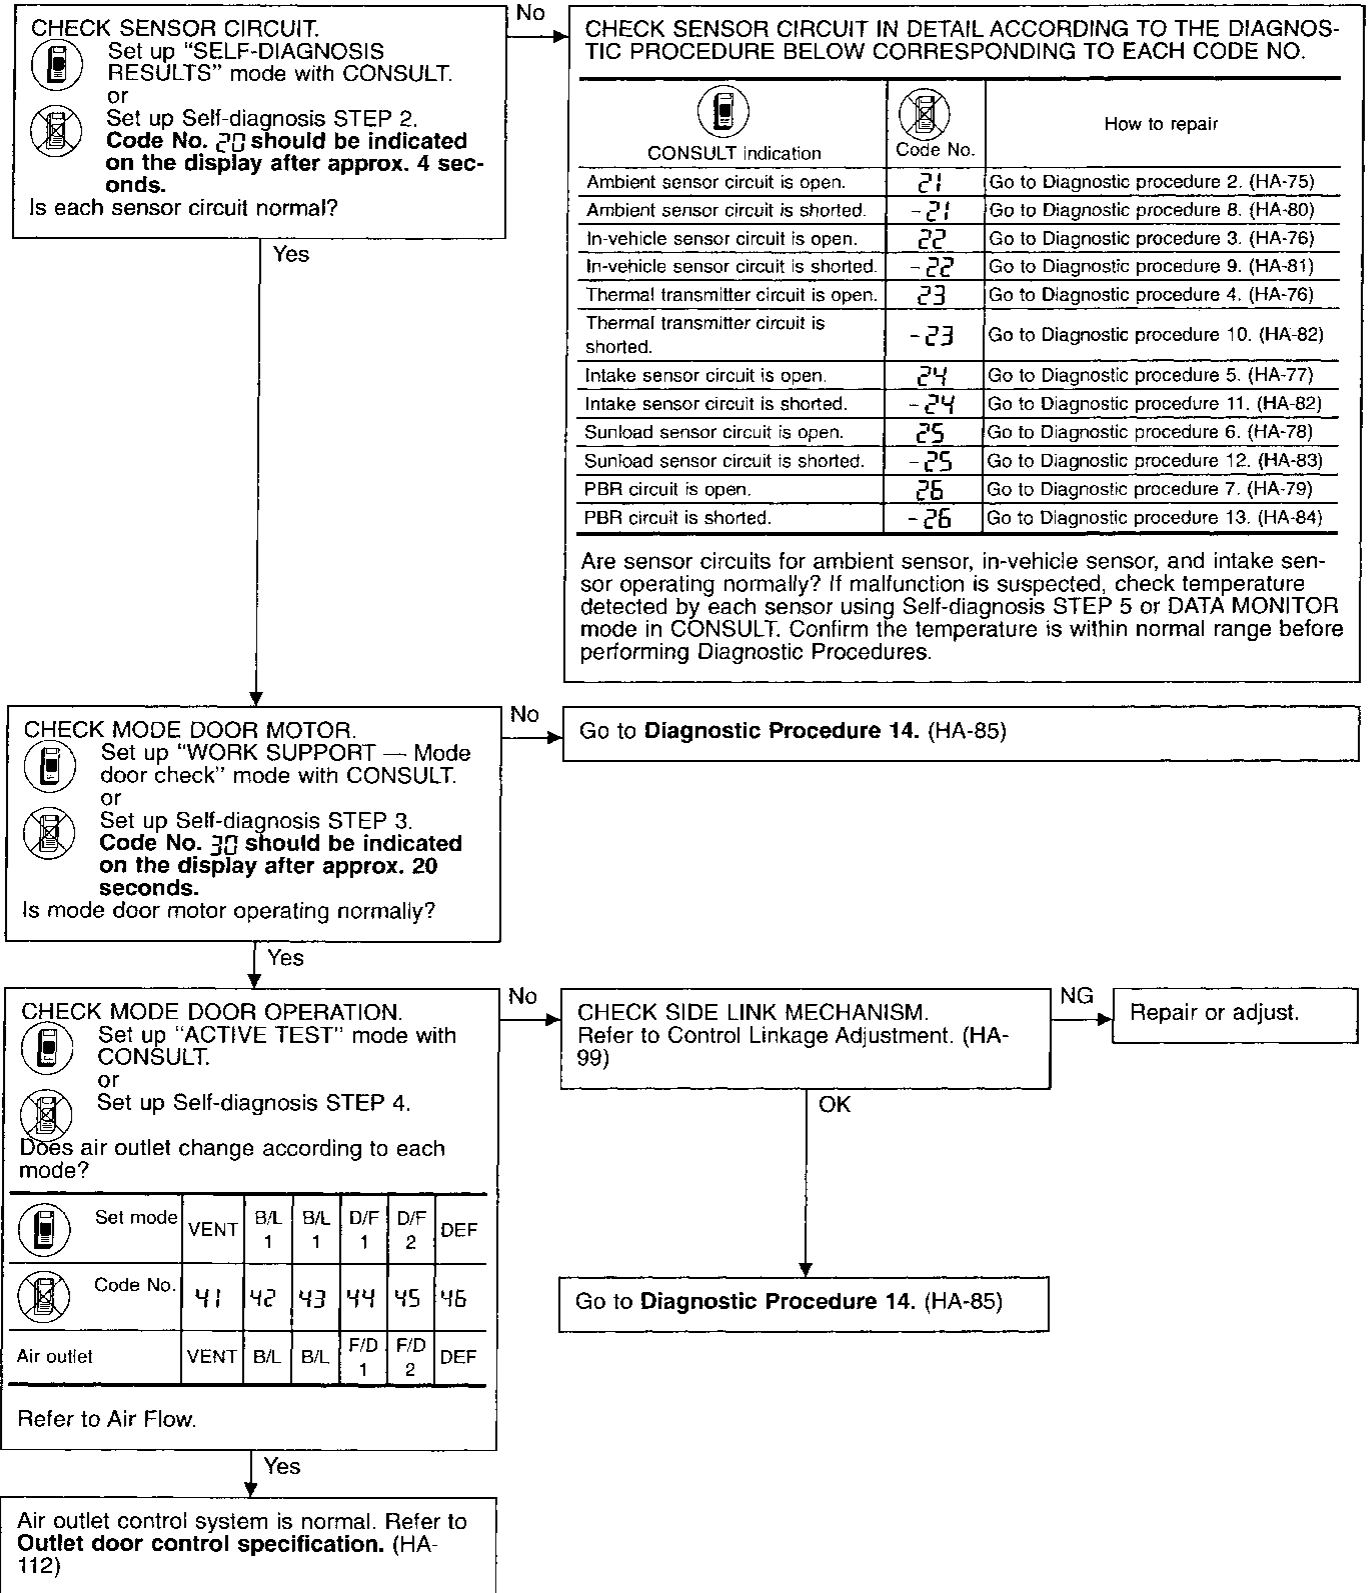 CHECK SENSOR CIRCUIT.
Set up "SELF-DIAGNOSIS
RESULTS" mode with CONSULT.
or
Set up Self-diagnosis STEP 2.
Code No. 20 should be indicated
on the display after approx. 4 sec-
onds.
Is each sensor circuit normal?
No
Yes
CHECK SENSOR CIRCUIT IN DETAIL ACCORDING TO THE DIAGNOS-
TIC PROCEDURE BELOW CORRESPONDING TO EACH CODE NO.
CONSULT indication Code No. How to repair
Ambient sensor circuit is open. 21 Go to Diagnostic procedure 2. (HA-75)
Ambient sensor circuit is shorted. -21 Go to Diagnostic procedure 8. (HA-80)
In-vehicle sensor circuit is open. 22 Go to Diagnostic procedure 3. (HA-76)
In-vehicle sensor circuit is shorted. -22 Go to Diagnostic procedure 9. (HA-81)
Thermal transmitter circuit is open. 23 Go to Diagnostic procedure 4. (HA-76)
Thermal transmitter circuit is
shorted. -23 Go to Diagnostic procedure 10. (HA-82)
Intake sensor circuit is open. 24 Go to Diagnostic procedure 5. (HA-77)
Intake sensor circuit is shorted. -24 Go to Diagnostic procedure 11. (HA-82)
Sunload sensor circuit is open. 25 Go to Diagnostic procedure 6. (HA-78)
Sunload sensor circuit is shorted. -25 Go to Diagnostic procedure 12. (HA-83)
PBR circuit is open. 26 Go to Diagnostic procedure 7. (HA-79)
PBR circuit is shorted. -26 Go to Diagnostic procedure 13. (HA-84)
Are sensor circuits for ambient sensor, in-vehicle sensor, and intake sen-
sor operating normally? If malfunction is suspected, check temperature
detected by each sensor using Self-diagnosis STEP 5 or DATA MONITOR
mode in CONSULT. Confirm the temperature is within normal range before
performing Diagnostic Procedures.
CHECK MODE DOOR MOTOR.
Set up "WORK SUPPORT — Mode
door check" mode with CONSULT.
or
Set up Self-diagnosis STEP 3.
Code No. 30 should be indicated
on the display after approx. 20
seconds.
Is mode door motor operating normally?
No
Go to Diagnostic Procedure 14. (HA-85)
Yes
CHECK MODE DOOR OPERATION.
Set up "ACTIVE TEST" mode with
CONSULT.
or
Set up Self-diagnosis STEP 4.
Does air outlet change according to each
mode?
Set mode VENT B/L 1 B/L 1 D/F 1 D/F 2 DEF
Code No. 41 42 43 44 45 46
Air outlet VENT B/L B/L F/D 1 F/D 2 DEF
Refer to Air Flow.
No
CHECK SIDE LINK MECHANISM.
Refer to Control Linkage Adjustment. (HA-
99)
NG
Repair or adjust.
OK
Go to Diagnostic Procedure 14. (HA-85)
Yes
Air outlet control system is normal. Refer to
Outlet door control specification. (HA-
112)